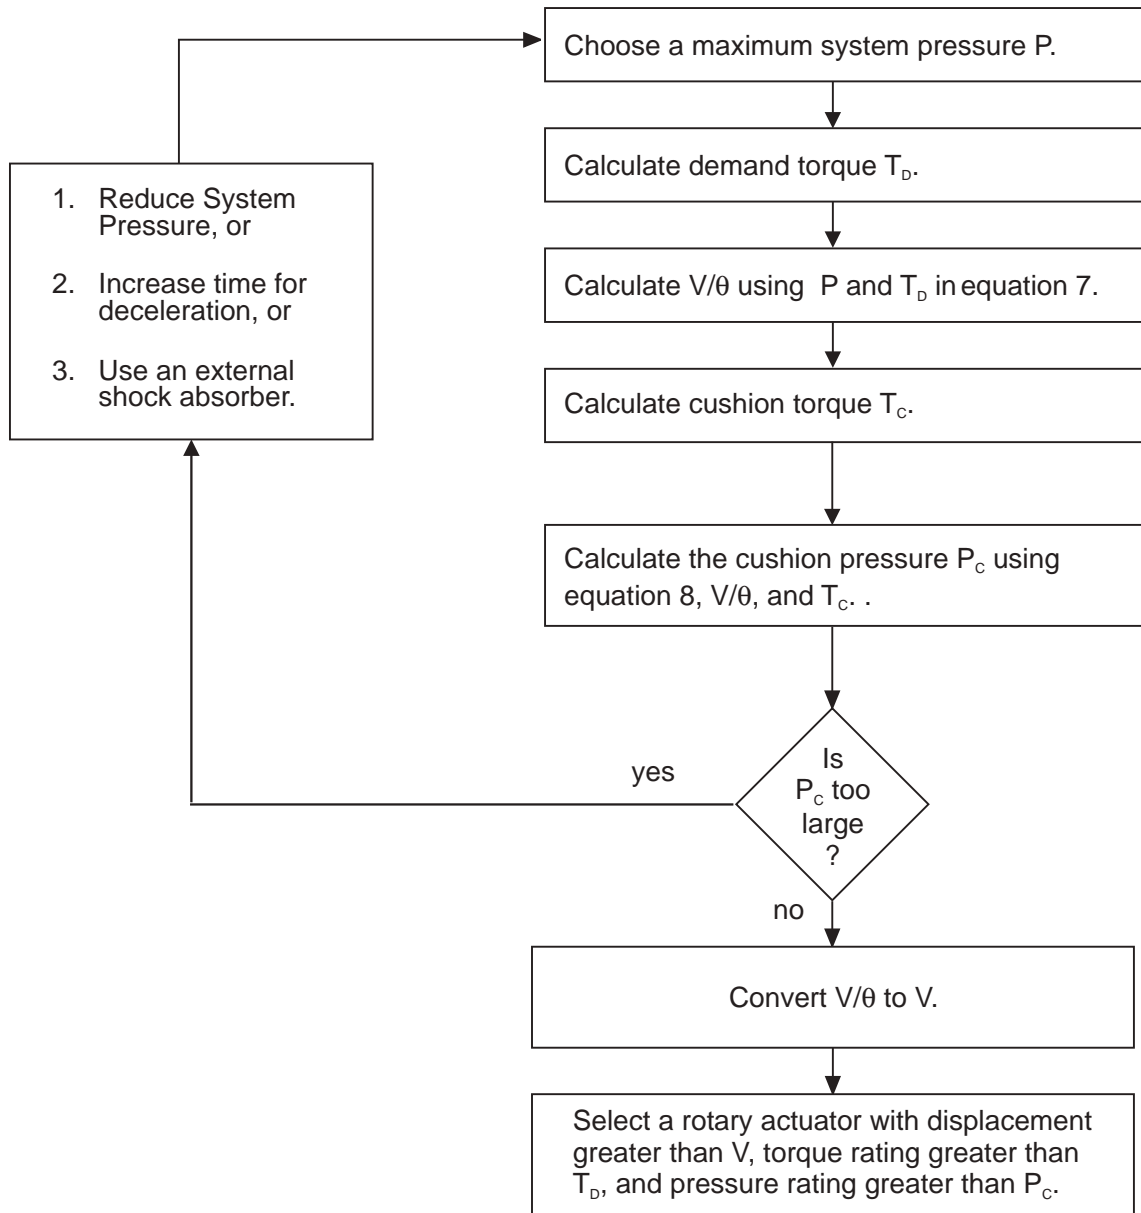 Choose a maximum system pressure P.
Calculate demand torque T_D.
Calculate V/θ using P and T_D in equation 7.
Calculate cushion torque T_C.
Calculate the cushion pressure P_C using
equation 8, V/θ, and T_C. .
Is
P_C too
large
?
yes
1. Reduce System
Pressure, or
2. Increase time for
deceleration, or
3. Use an external
shock absorber.
no
Convert V/θ to V.
Select a rotary actuator with displacement
greater than V, torque rating greater than
T_D, and pressure rating greater than P_C.